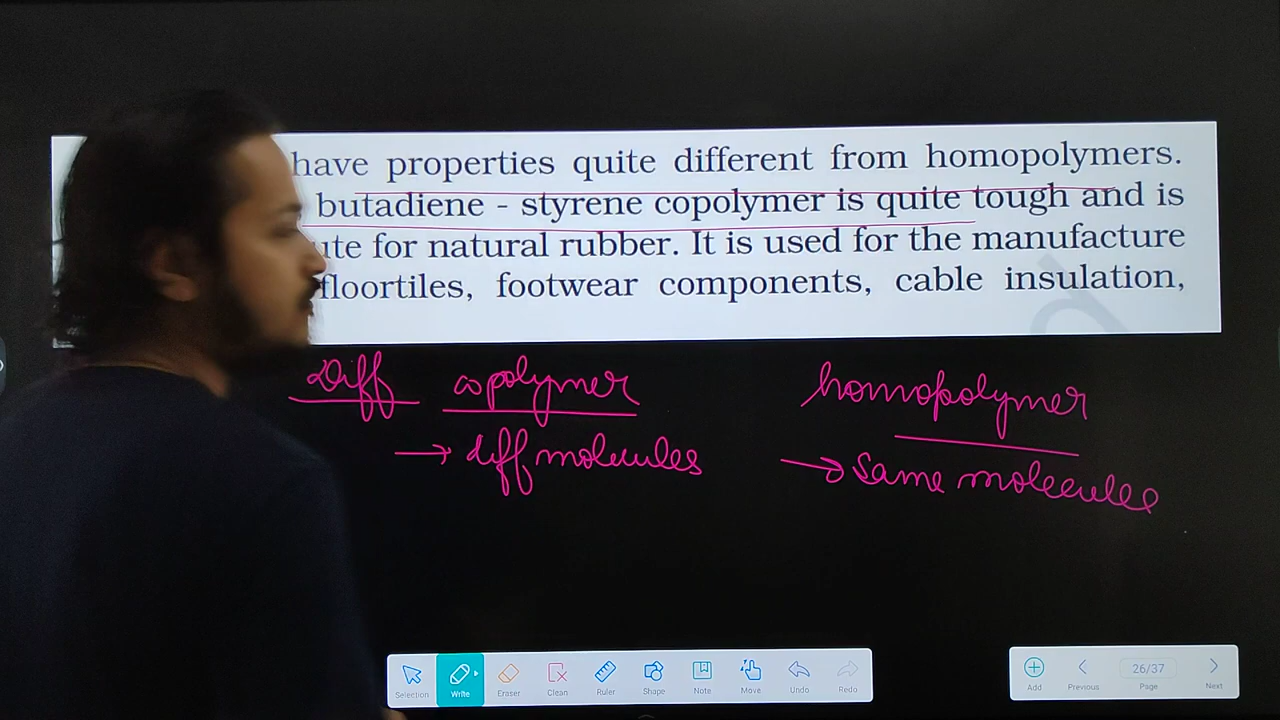 have properties quite different from homopolymers.
butadiene - styrene copolymer is quite tough and is
ute for natural rubber. It is used for the manufacture
floortiles, footwear components, cable insulation,
Diff copolymer homopolymer
→ diff molecules → Same molecules
Selection Write Eraser Clean Ruler Shape Note Move Undo Redo
Add Previous 26/37 Page Next